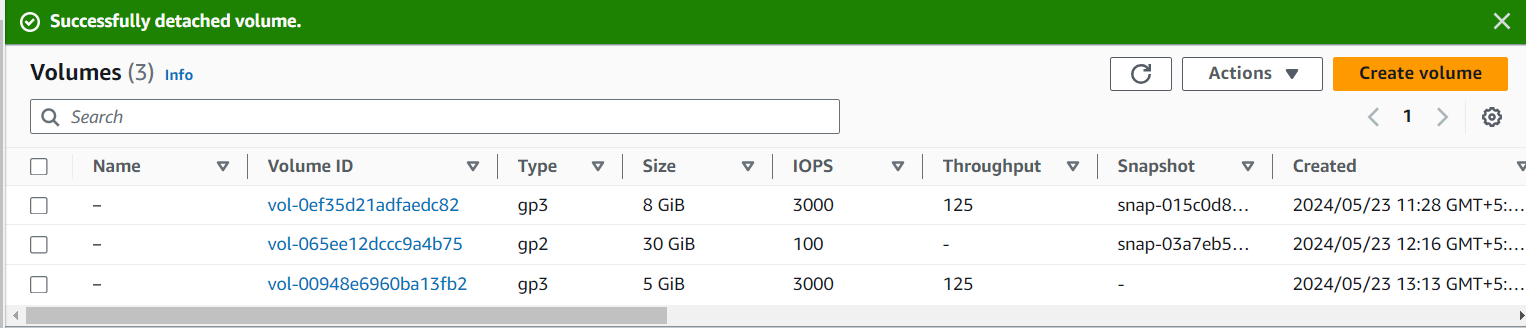 Successfully detached volume.
Volumes (3) Info
Actions
Create volume
Search
1
Name Volume ID Type Size IOPS Throughput Snapshot Created
– vol-0ef35d21adfaedc82 gp3 8 GiB 3000 125 snap-015c0d8... 2024/05/23 11:28 GMT+5:...
– vol-065ee12dccc9a4b75 gp2 30 GiB 100 - snap-03a7eb5... 2024/05/23 12:16 GMT+5:...
– vol-00948e6960ba13fb2 gp3 5 GiB 3000 125 - 2024/05/23 13:13 GMT+5:...